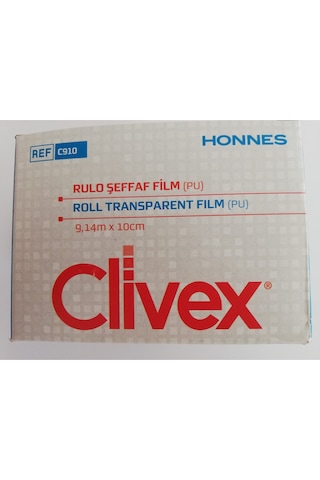 REF C910
HONNES
RULO ŞEFFAF FİLM (PU)
ROLL TRANSPARENT FILM (PU)
9,14m x 10cm
Clivex®